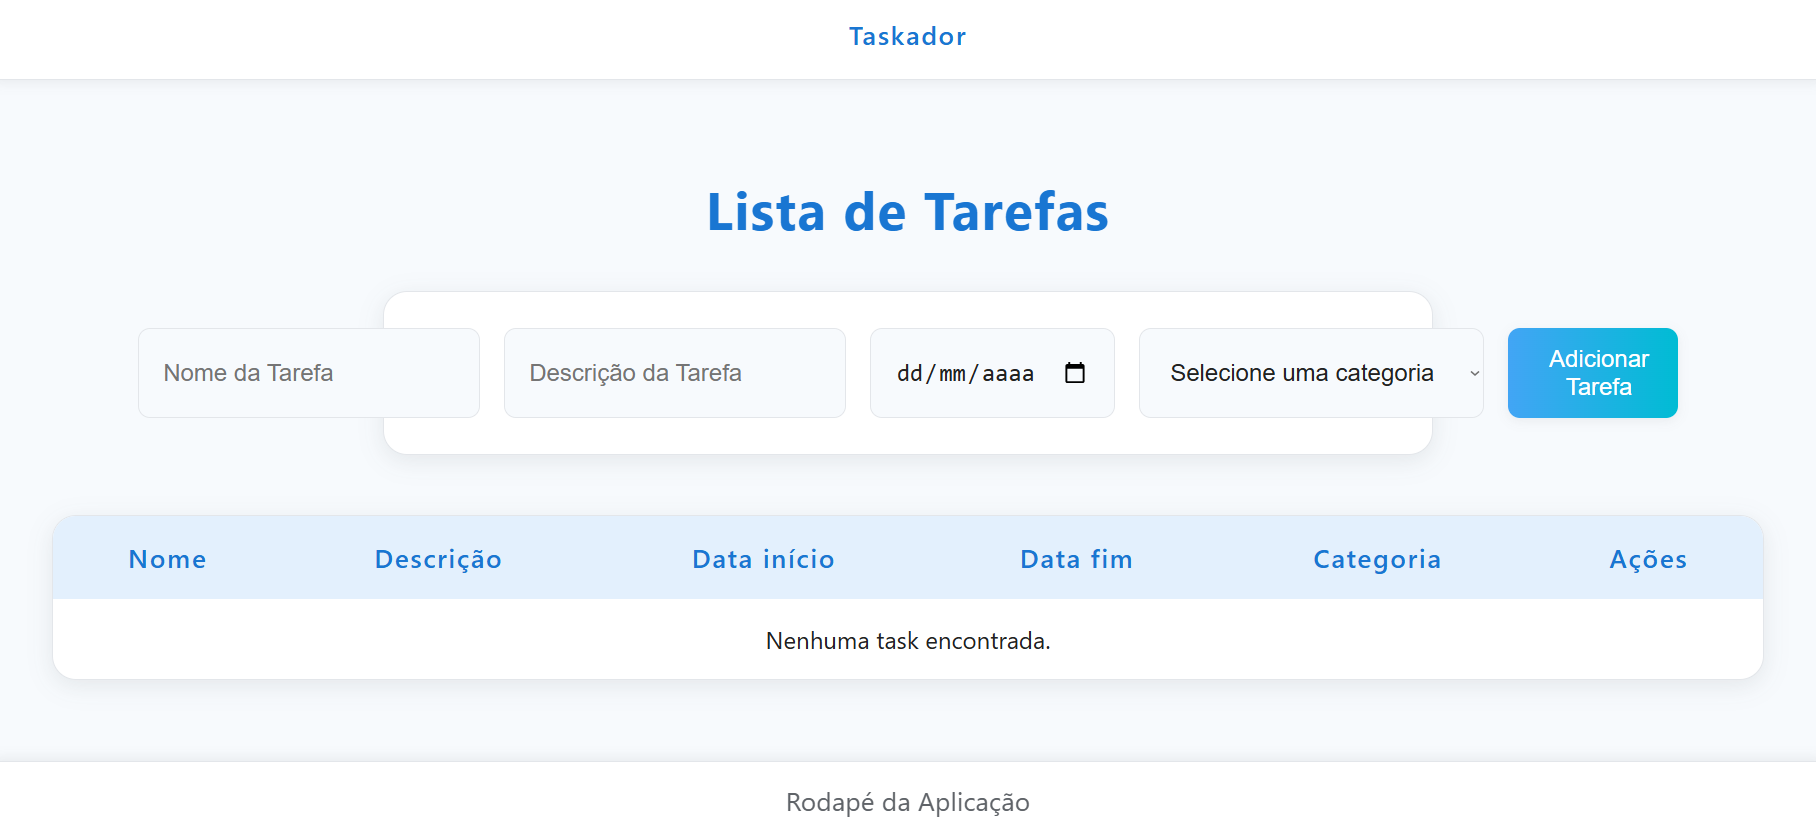 Taskador
Lista de Tarefas
Nome da Tarefa
Descrição da Tarefa
dd/mm/aaaa
Selecione uma categoria
Adicionar
Tarefa
Nome Descrição Data início Data fim Categoria Ações
Nenhuma task encontrada.
Rodapé da Aplicação